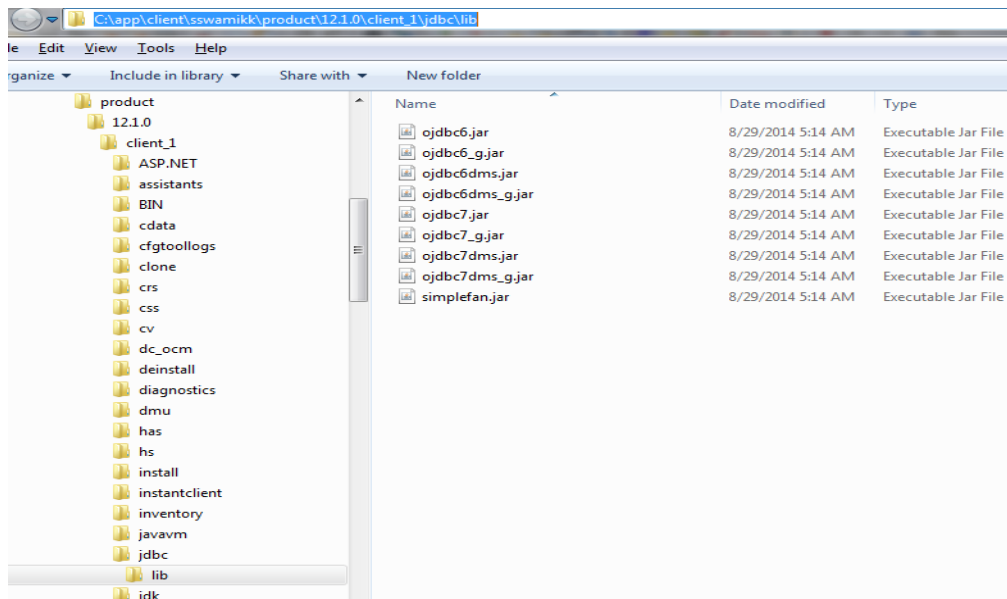 C:\app\client\sswamikk\product\12.1.0\client_1\jdbc\lib
le Edit View Tools Help
rganize Include in library Share with New folder
product
12.1.0
client_1
ASP.NET
assistants
BIN
cdata
cfgtoollogs
clone
crs
css
cv
dc_ocm
deinstall
diagnostics
dmu
has
hs
install
instantclient
inventory
javavm
jdbc
lib
jdk
Name Date modified Type
ojdbc6.jar 8/29/2014 5:14 AM Executable Jar File
ojdbc6_g.jar 8/29/2014 5:14 AM Executable Jar File
ojdbc6dms.jar 8/29/2014 5:14 AM Executable Jar File
ojdbc6dms_g.jar 8/29/2014 5:14 AM Executable Jar File
ojdbc7.jar 8/29/2014 5:14 AM Executable Jar File
ojdbc7_g.jar 8/29/2014 5:14 AM Executable Jar File
ojdbc7dms.jar 8/29/2014 5:14 AM Executable Jar File
ojdbc7dms_g.jar 8/29/2014 5:14 AM Executable Jar File
simplefan.jar 8/29/2014 5:14 AM Executable Jar File